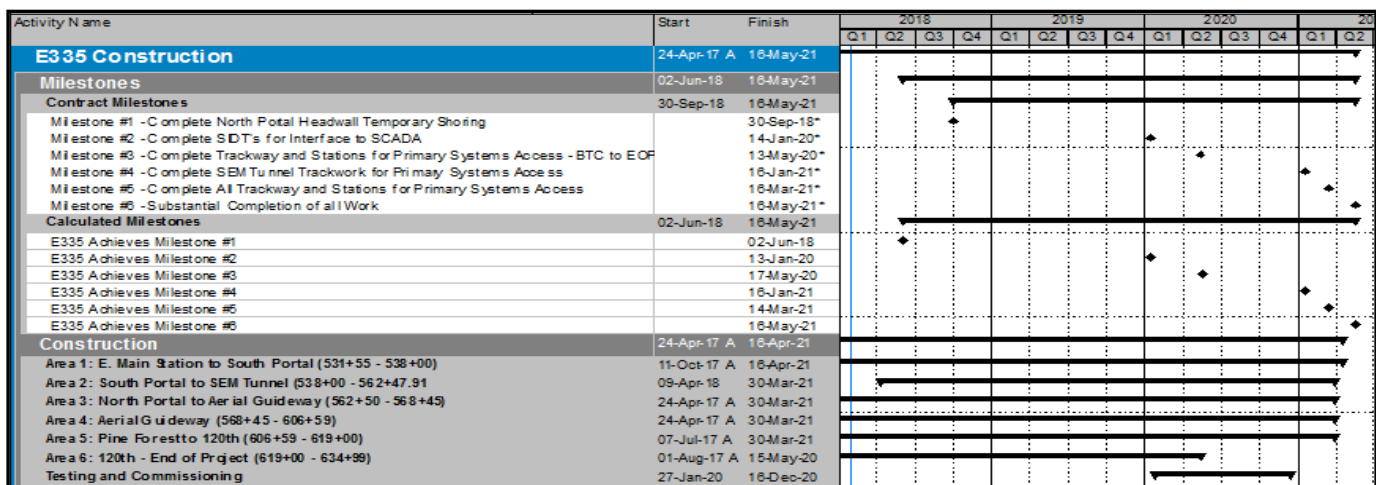 Activity Name Start Finish 2018 2019 2020 20
Q1 Q2 Q3 Q4 Q1 Q2 Q3 Q4 Q1 Q2 Q3 Q4 Q1 Q2
E335 Construction 24-Apr-17 A 16-May-21
Milestones 02-Jun-18 16-May-21
Contract Milestones 30-Sep-18 16-May-21
Milestone #1 - Complete North Portal Headwall Temporary Shoring 30-Sep-18*
Milestone #2 - Complete SIDT's for Interface to SCADA 14-Jan-20*
Milestone #3 - Complete Trackway and Stations for Primary Systems Access - BTC to EOP 13-May-20*
Milestone #4 - Complete SEM Tunnel Trackwork for Primary Systems Access 16-Jan-21*
Milestone #5 - Complete All Trackway and Stations for Primary Systems Access 16-Mar-21*
Milestone #6 - Substantial Completion of all Work 16-May-21*
Calculated Milestones 02-Jun-18 16-May-21
E335 Achieves Milestone #1 02-Jun-18
E335 Achieves Milestone #2 13-Jan-20
E335 Achieves Milestone #3 17-May-20
E335 Achieves Milestone #4 16-Jan-21
E335 Achieves Milestone #5 14-Mar-21
E335 Achieves Milestone #6 16-May-21
Construction 24-Apr-17 A 16-Apr-21
Area 1: E. Main Station to South Portal (531+55 - 538+00) 11-Oct-17 A 16-Apr-21
Area 2: South Portal to SEM Tunnel (538+00 - 562+47.91 09-Apr-18 30-Mar-21
Area 3: North Portal to Aerial Guideway (562+50 - 568+45) 24-Apr-17 A 30-Mar-21
Area 4: Aerial Guideway (568+45 - 606+59) 24-Apr-17 A 30-Mar-21
Area 5: Pine Forest to 120th (606+59 - 619+00) 07-Jul-17 A 30-Mar-21
Area 6: 120th - End of Project (619+00 - 634+99) 01-Aug-17 A 15-May-20
Testing and Commissioning 27-Jan-20 16-Dec-20